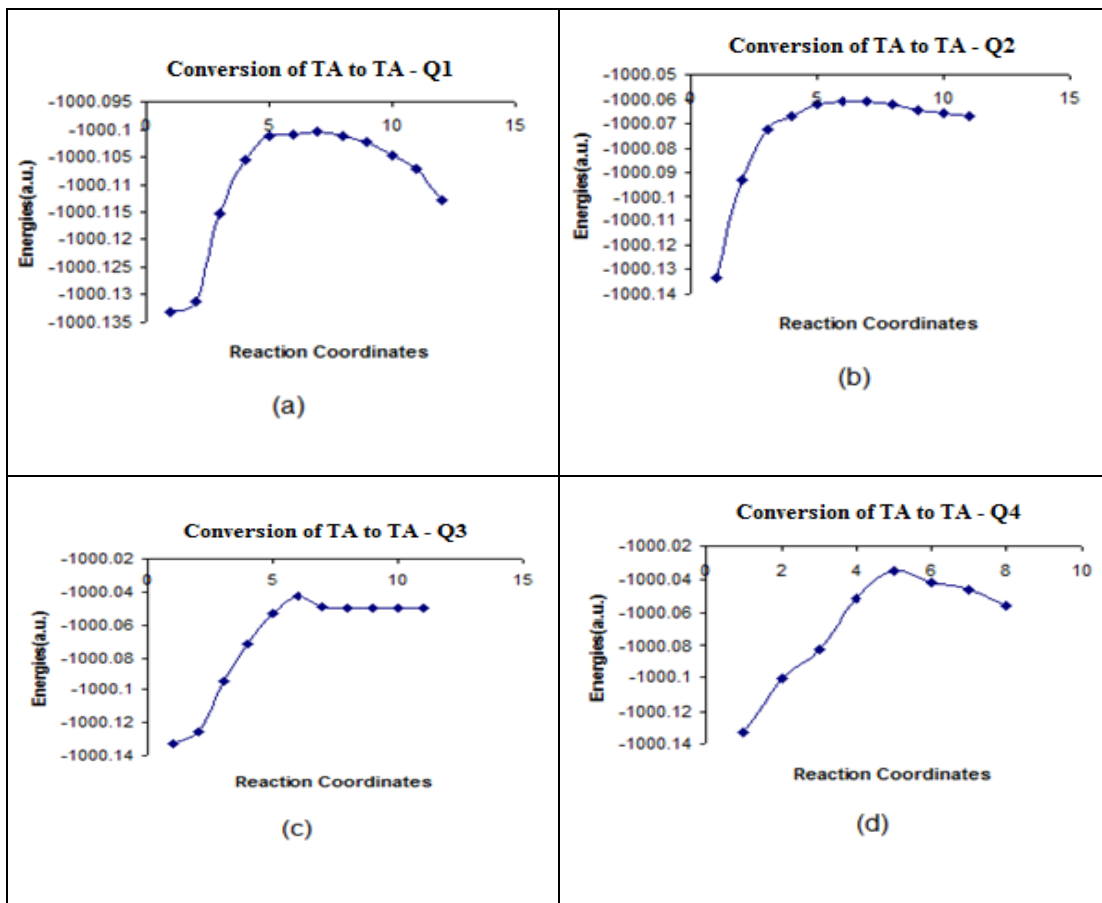 Conversion of TA to TA - Q1
-1000.095
-1000.1
-1000.105
-1000.11
-1000.115
-1000.12
-1000.125
-1000.13
-1000.135
0 5 10 15
Energies(a.u.)
Reaction Coordinates
(a)
Conversion of TA to TA - Q2
-1000.05
-1000.06
-1000.07
-1000.08
-1000.09
-1000.1
-1000.11
-1000.12
-1000.13
-1000.14
0 5 10 15
Energies(a.u.)
Reaction Coordinates
(b)
Conversion of TA to TA - Q3
-1000.02
-1000.04
-1000.06
-1000.08
-1000.1
-1000.12
-1000.14
0 5 10 15
Energies(a.u.)
Reaction Coordinates
(c)
Conversion of TA to TA - Q4
-1000.02
-1000.04
-1000.06
-1000.08
-1000.1
-1000.12
-1000.14
0 2 4 6 8 10
Energies(a.u.)
Reaction Coordinates
(d)